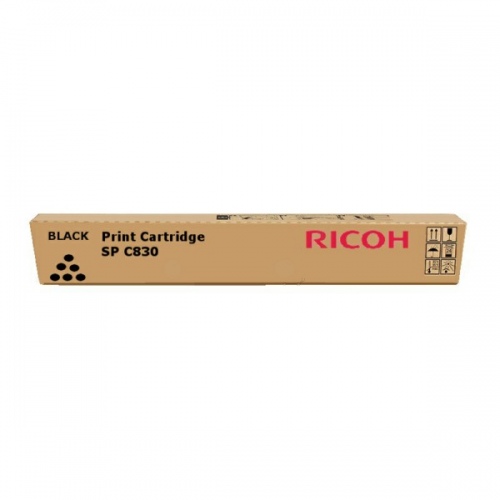 BLACK Print Cartridge
SP C830
RICOH